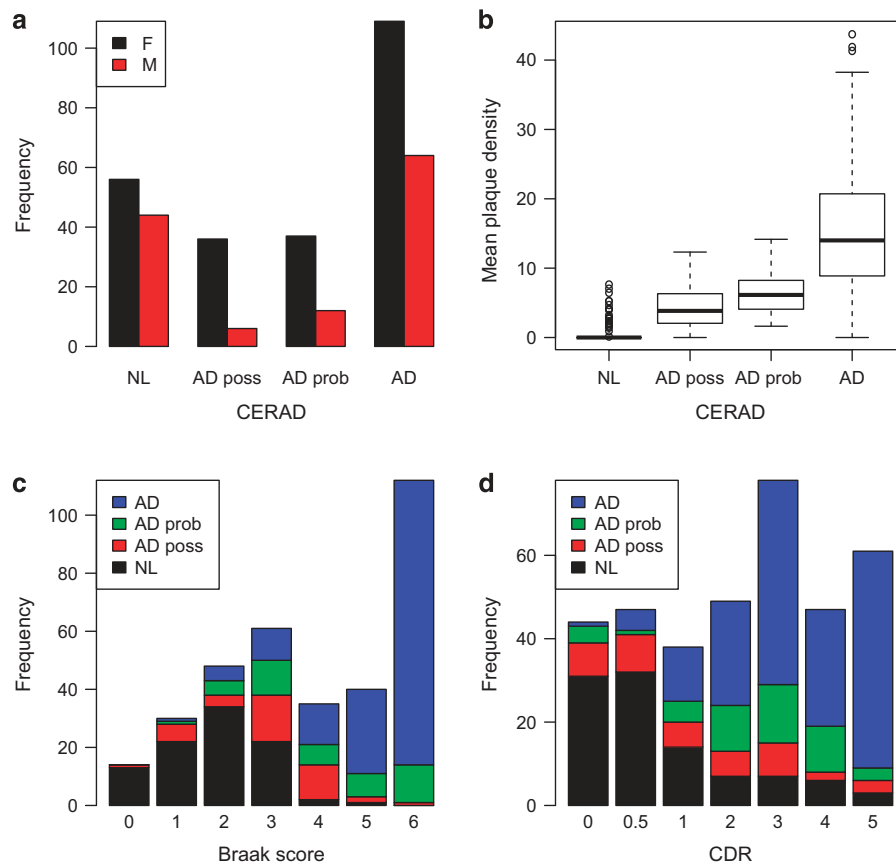 a
F
M
Frequency
100
80
60
40
20
0
NL AD poss AD prob AD
CERAD
b
Mean plaque density
40
30
20
10
0
NL AD poss AD prob AD
CERAD
c
AD
AD prob
AD poss
NL
Frequency
100
80
60
40
20
0
0 1 2 3 4 5 6
Braak score
d
AD
AD prob
AD poss
NL
Frequency
60
40
20
0
0 0.5 1 2 3 4 5
CDR